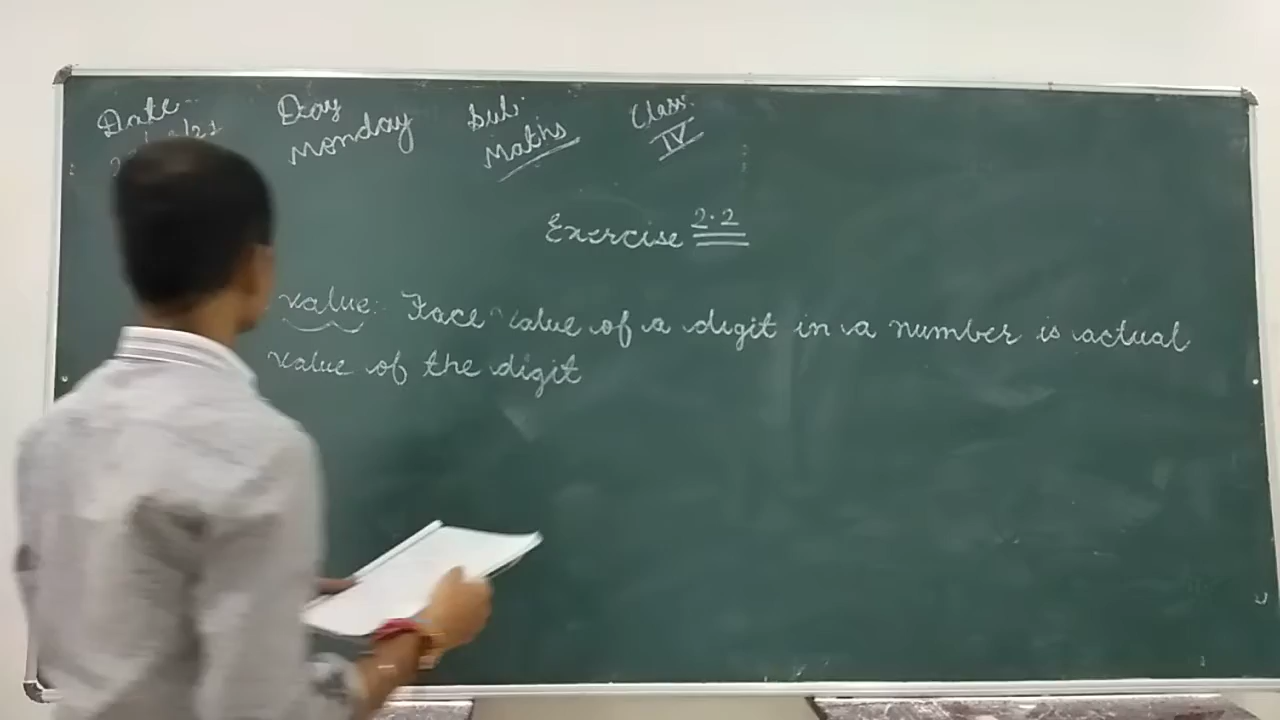 Date Day Sub: Class:
Monday Maths IV
Exercise 2.2
value: Face value of a digit in a number is actual
value of the digit